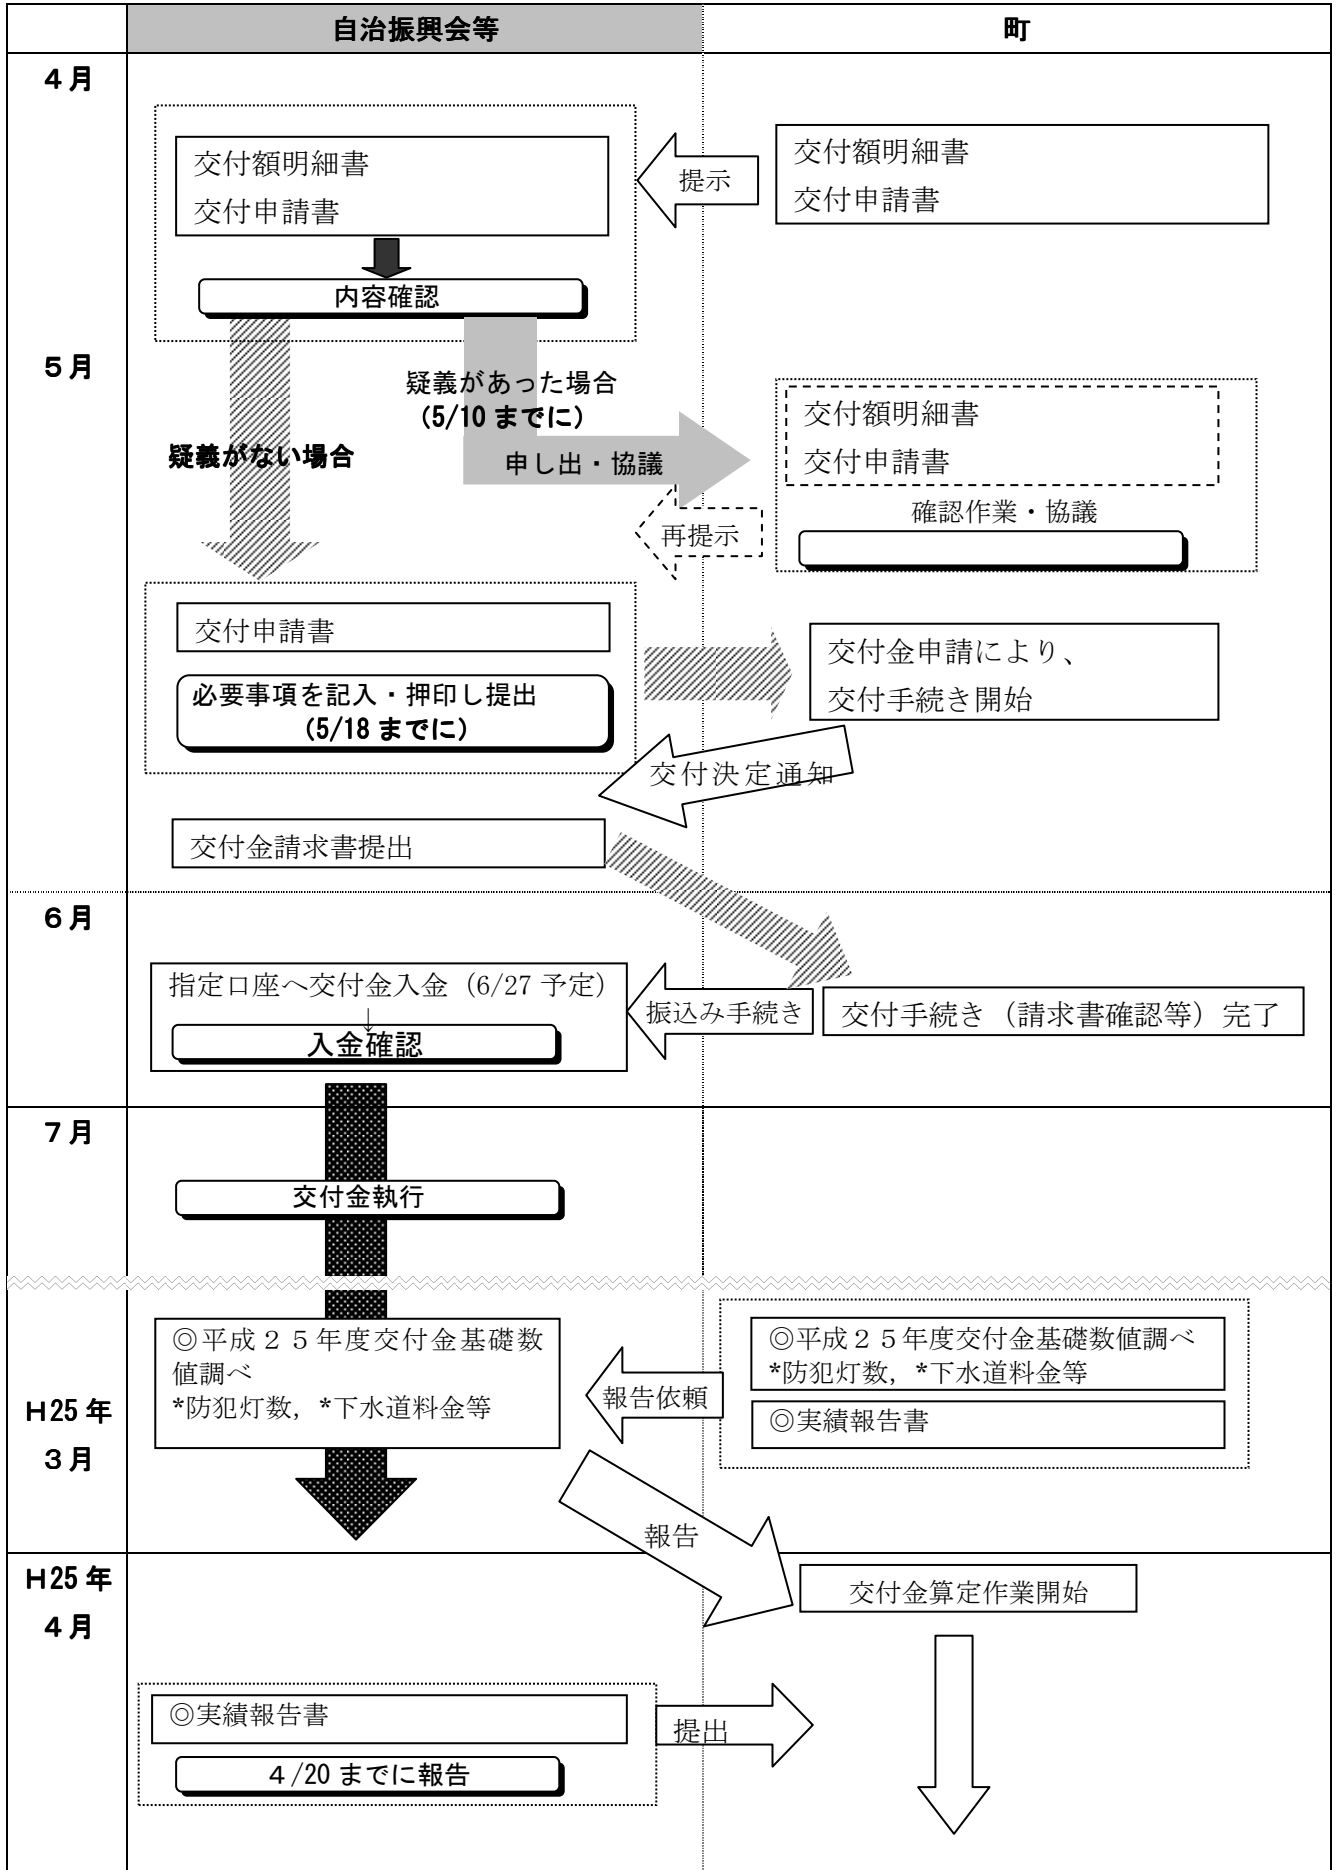 自治振興会等
町
４月
交付額明細書
交付申請書
提示
交付額明細書
交付申請書
内容確認
５月
疑義があった場合
（5/10 までに）
疑義がない場合
申し出・協議
交付額明細書
交付申請書
確認作業・協議
再提示
交付申請書
必要事項を記入・押印し提出
（5/18 までに）
交付金申請により、
交付手続き開始
交付決定通知
交付金請求書提出
６月
指定口座へ交付金入金（6/27 予定）
↓
入金確認
振込み手続き
交付手続き（請求書確認等）完了
７月
交付金執行
Ｈ25 年
３月
◎平成２５年度交付金基礎数
値調べ
*防犯灯数，*下水道料金等
報告依頼
◎平成２５年度交付金基礎数値調べ
*防犯灯数，*下水道料金等
◎実績報告書
報告
Ｈ25 年
４月
交付金算定作業開始
◎実績報告書
４/20 までに報告
提出